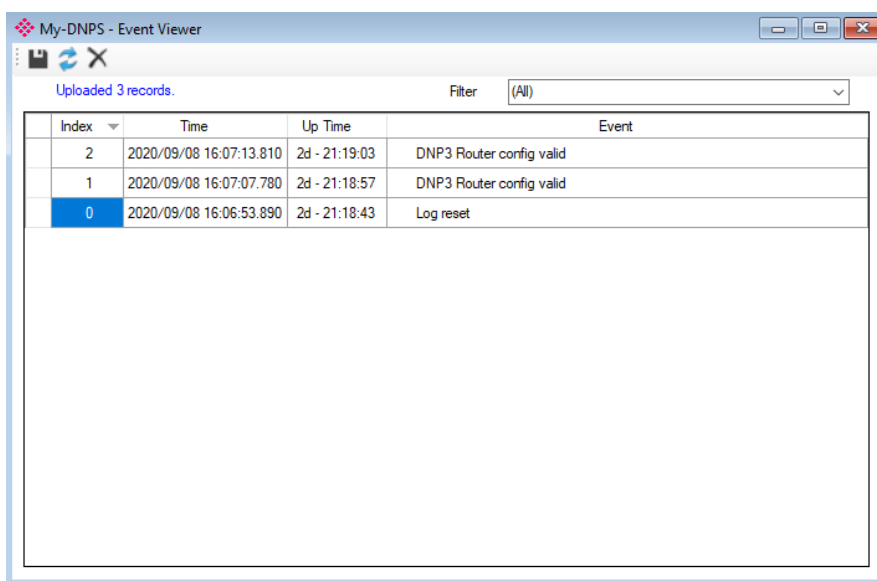 My-DNPS - Event Viewer
Uploaded 3 records. Filter (All)
Index Time Up Time Event
2 2020/09/08 16:07:13.810 2d - 21:19:03 DNP3 Router config valid
1 2020/09/08 16:07:07.780 2d - 21:18:57 DNP3 Router config valid
0 2020/09/08 16:06:53.890 2d - 21:18:43 Log reset